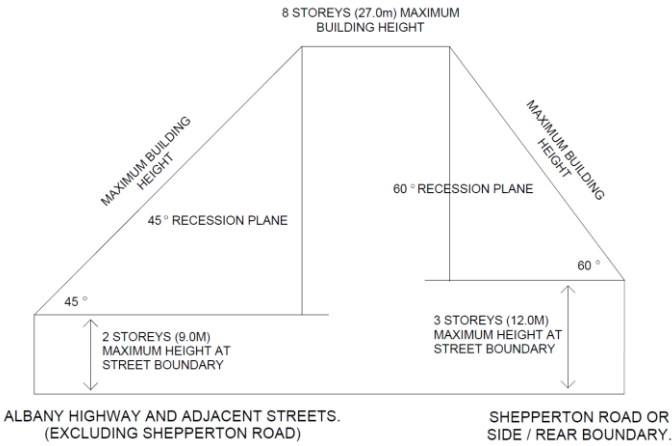 8 STOREYS (27.0m) MAXIMUM
BUILDING HEIGHT
MAXIMUM BUILDING
HEIGHT
MAXIMUM BUILDING
HEIGHT
60 ° RECESSION PLANE
45 ° RECESSION PLANE
60 °
45 °
2 STOREYS (9.0M)
MAXIMUM HEIGHT AT
STREET BOUNDARY
3 STOREYS (12.0M)
MAXIMUM HEIGHT AT
STREET BOUNDARY
ALBANY HIGHWAY AND ADJACENT STREETS.
(EXCLUDING SHEPPERTON ROAD)
SHEPPERTON ROAD OR
SIDE / REAR BOUNDARY.